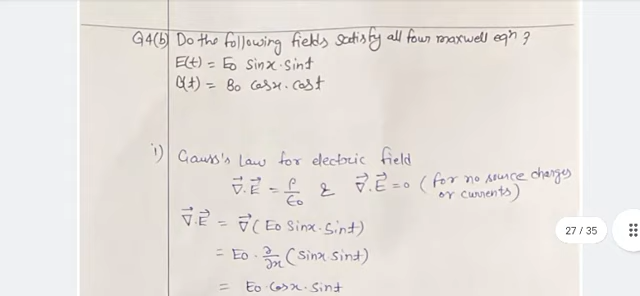 Q4(b) Do the following fields satisfy all four maxwell eqⁿ?
E(t) = E₀ sinx·sint
B(t) = B₀ cosx·cost
i) Gauss's Law for electric field
∇⃗·E⃗ = ρ/ε₀ & ∇⃗·E⃗ = 0 (for no source charges or currents)
∇⃗·E⃗ = ∇⃗(E₀ sinx·sint)
= E₀·∂/∂x (sinx·sint)
= E₀·cosx·sint
27 / 35